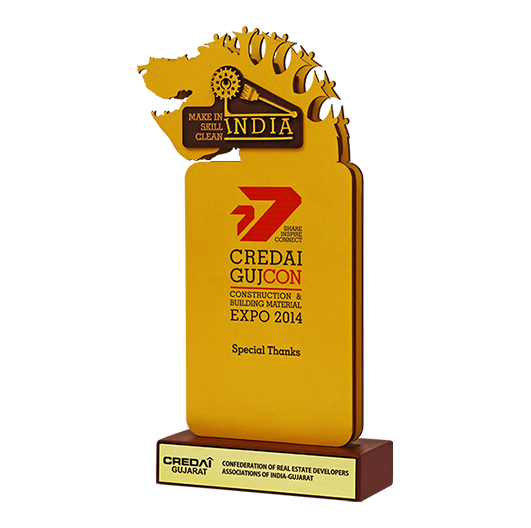 MAKE IN
SKILL
CLEAN
INDIA
SHARE
INSPIRE
CONNECT
CREDAI
GUJCON
CONSTRUCTION &
BUILDING MATERIAL
EXPO 2014
Special Thanks
CREDAI
GUJARAT
CONFEDERATION OF REAL ESTATE DEVELOPERS
ASSOCIATIONS OF INDIA-GUJARAT